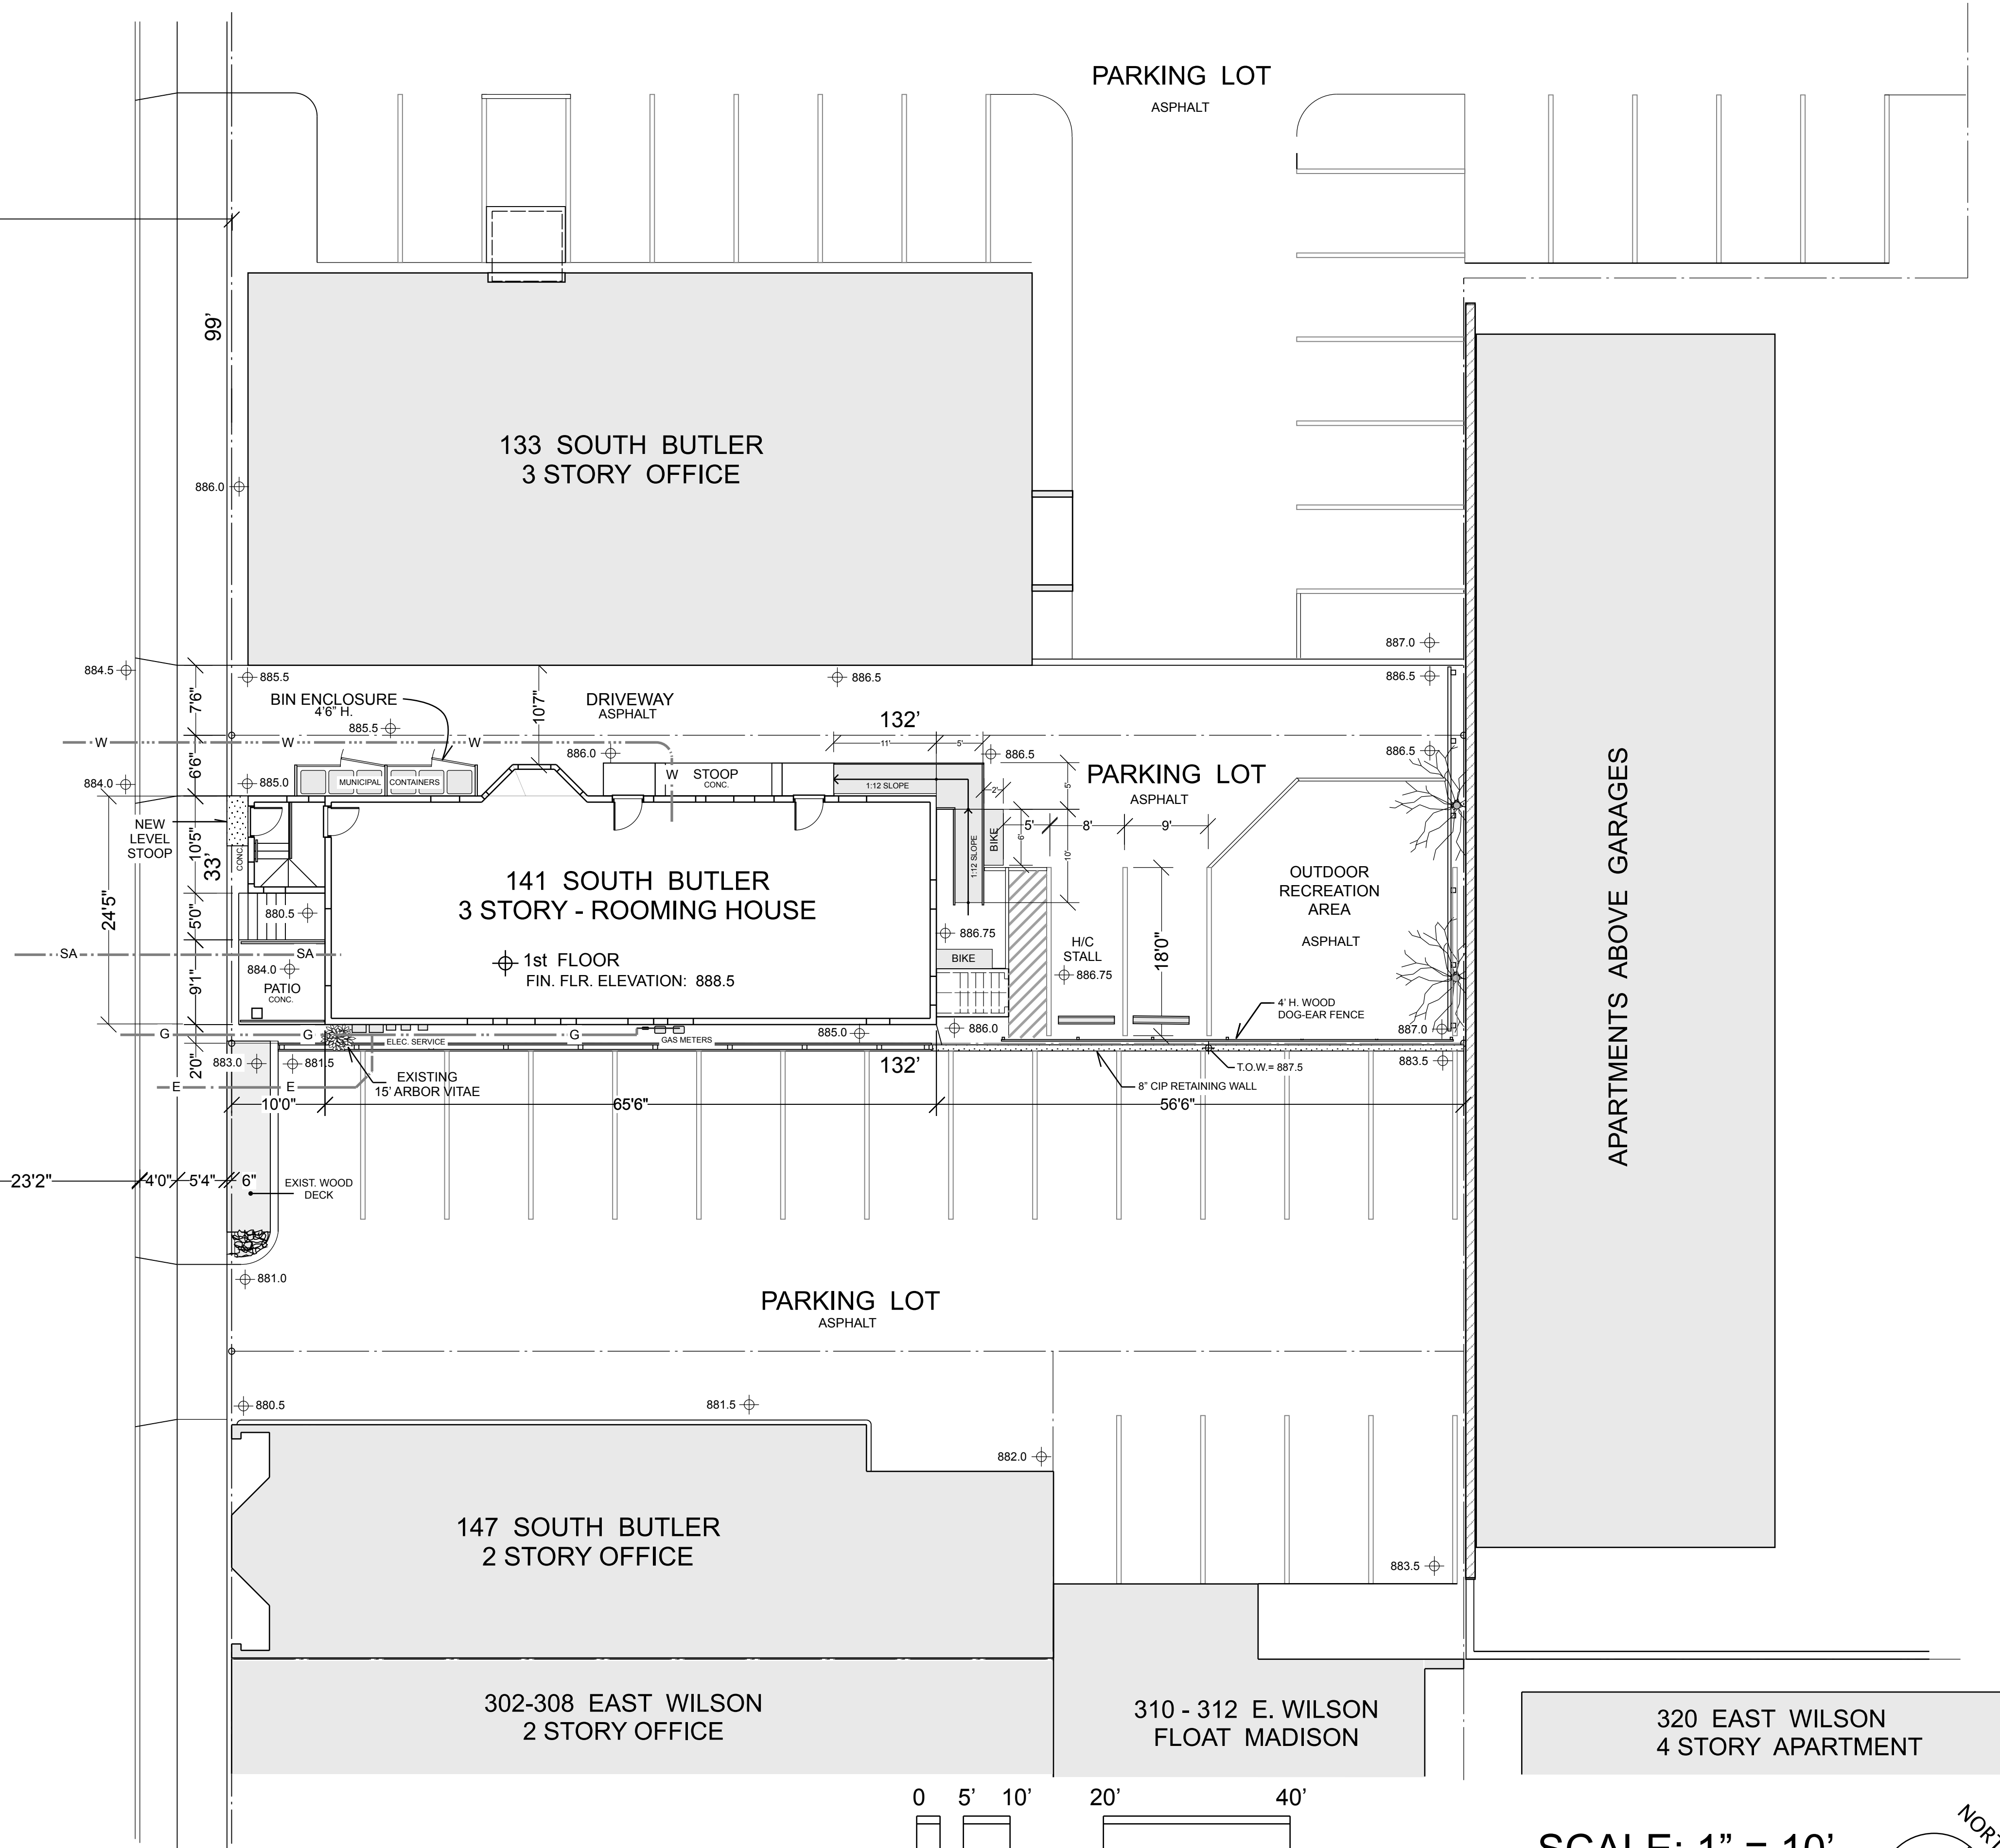 PARKING LOT
ASPHALT
99'
133 SOUTH BUTLER
3 STORY OFFICE
886.0
887.0
884.5
885.5
886.5
886.5
7'6"
BIN ENCLOSURE
4'6" H.
10'7"
DRIVEWAY
ASPHALT
132'
885.5
W
W
W
11'
5'
886.0
886.5
886.5
6'6"
884.0
885.0
MUNICIPAL
CONTAINERS
W
STOOP
CONC.
1:12 SLOPE
2'
5'
PARKING LOT
ASPHALT
NEW
LEVEL
STOOP
CONC.
10'5"
33'
24'5"
BIKE
5'
6'
8'
9'
10'
1:12 SLOPE
141 SOUTH BUTLER
3 STORY - ROOMING HOUSE
OUTDOOR
RECREATION
AREA
ASPHALT
APARTMENTS ABOVE GARAGES
5'0"
880.5
886.75
H/C
STALL
886.75
18'0"
SA
SA
1st FLOOR
FIN. FLR. ELEVATION: 888.5
BIKE
884.0
PATIO
CONC.
9'1"
4' H. WOOD
DOG-EAR FENCE
G
G
G
ELEC. SERVICE
GAS METERS
885.0
886.0
887.0
2'0"
883.0
881.5
132'
883.5
T.O.W.= 887.5
EXISTING
15' ARBOR VITAE
8" CIP RETAINING WALL
E
E
10'0"
65'6"
56'6"
23'2"
4'0"
5'4"
6"
EXIST. WOOD
DECK
881.0
PARKING LOT
ASPHALT
880.5
881.5
882.0
147 SOUTH BUTLER
2 STORY OFFICE
883.5
302-308 EAST WILSON
2 STORY OFFICE
310 - 312 E. WILSON
FLOAT MADISON
320 EAST WILSON
4 STORY APARTMENT
0
5'
10'
20'
40'
SCALE: 1" = 10'